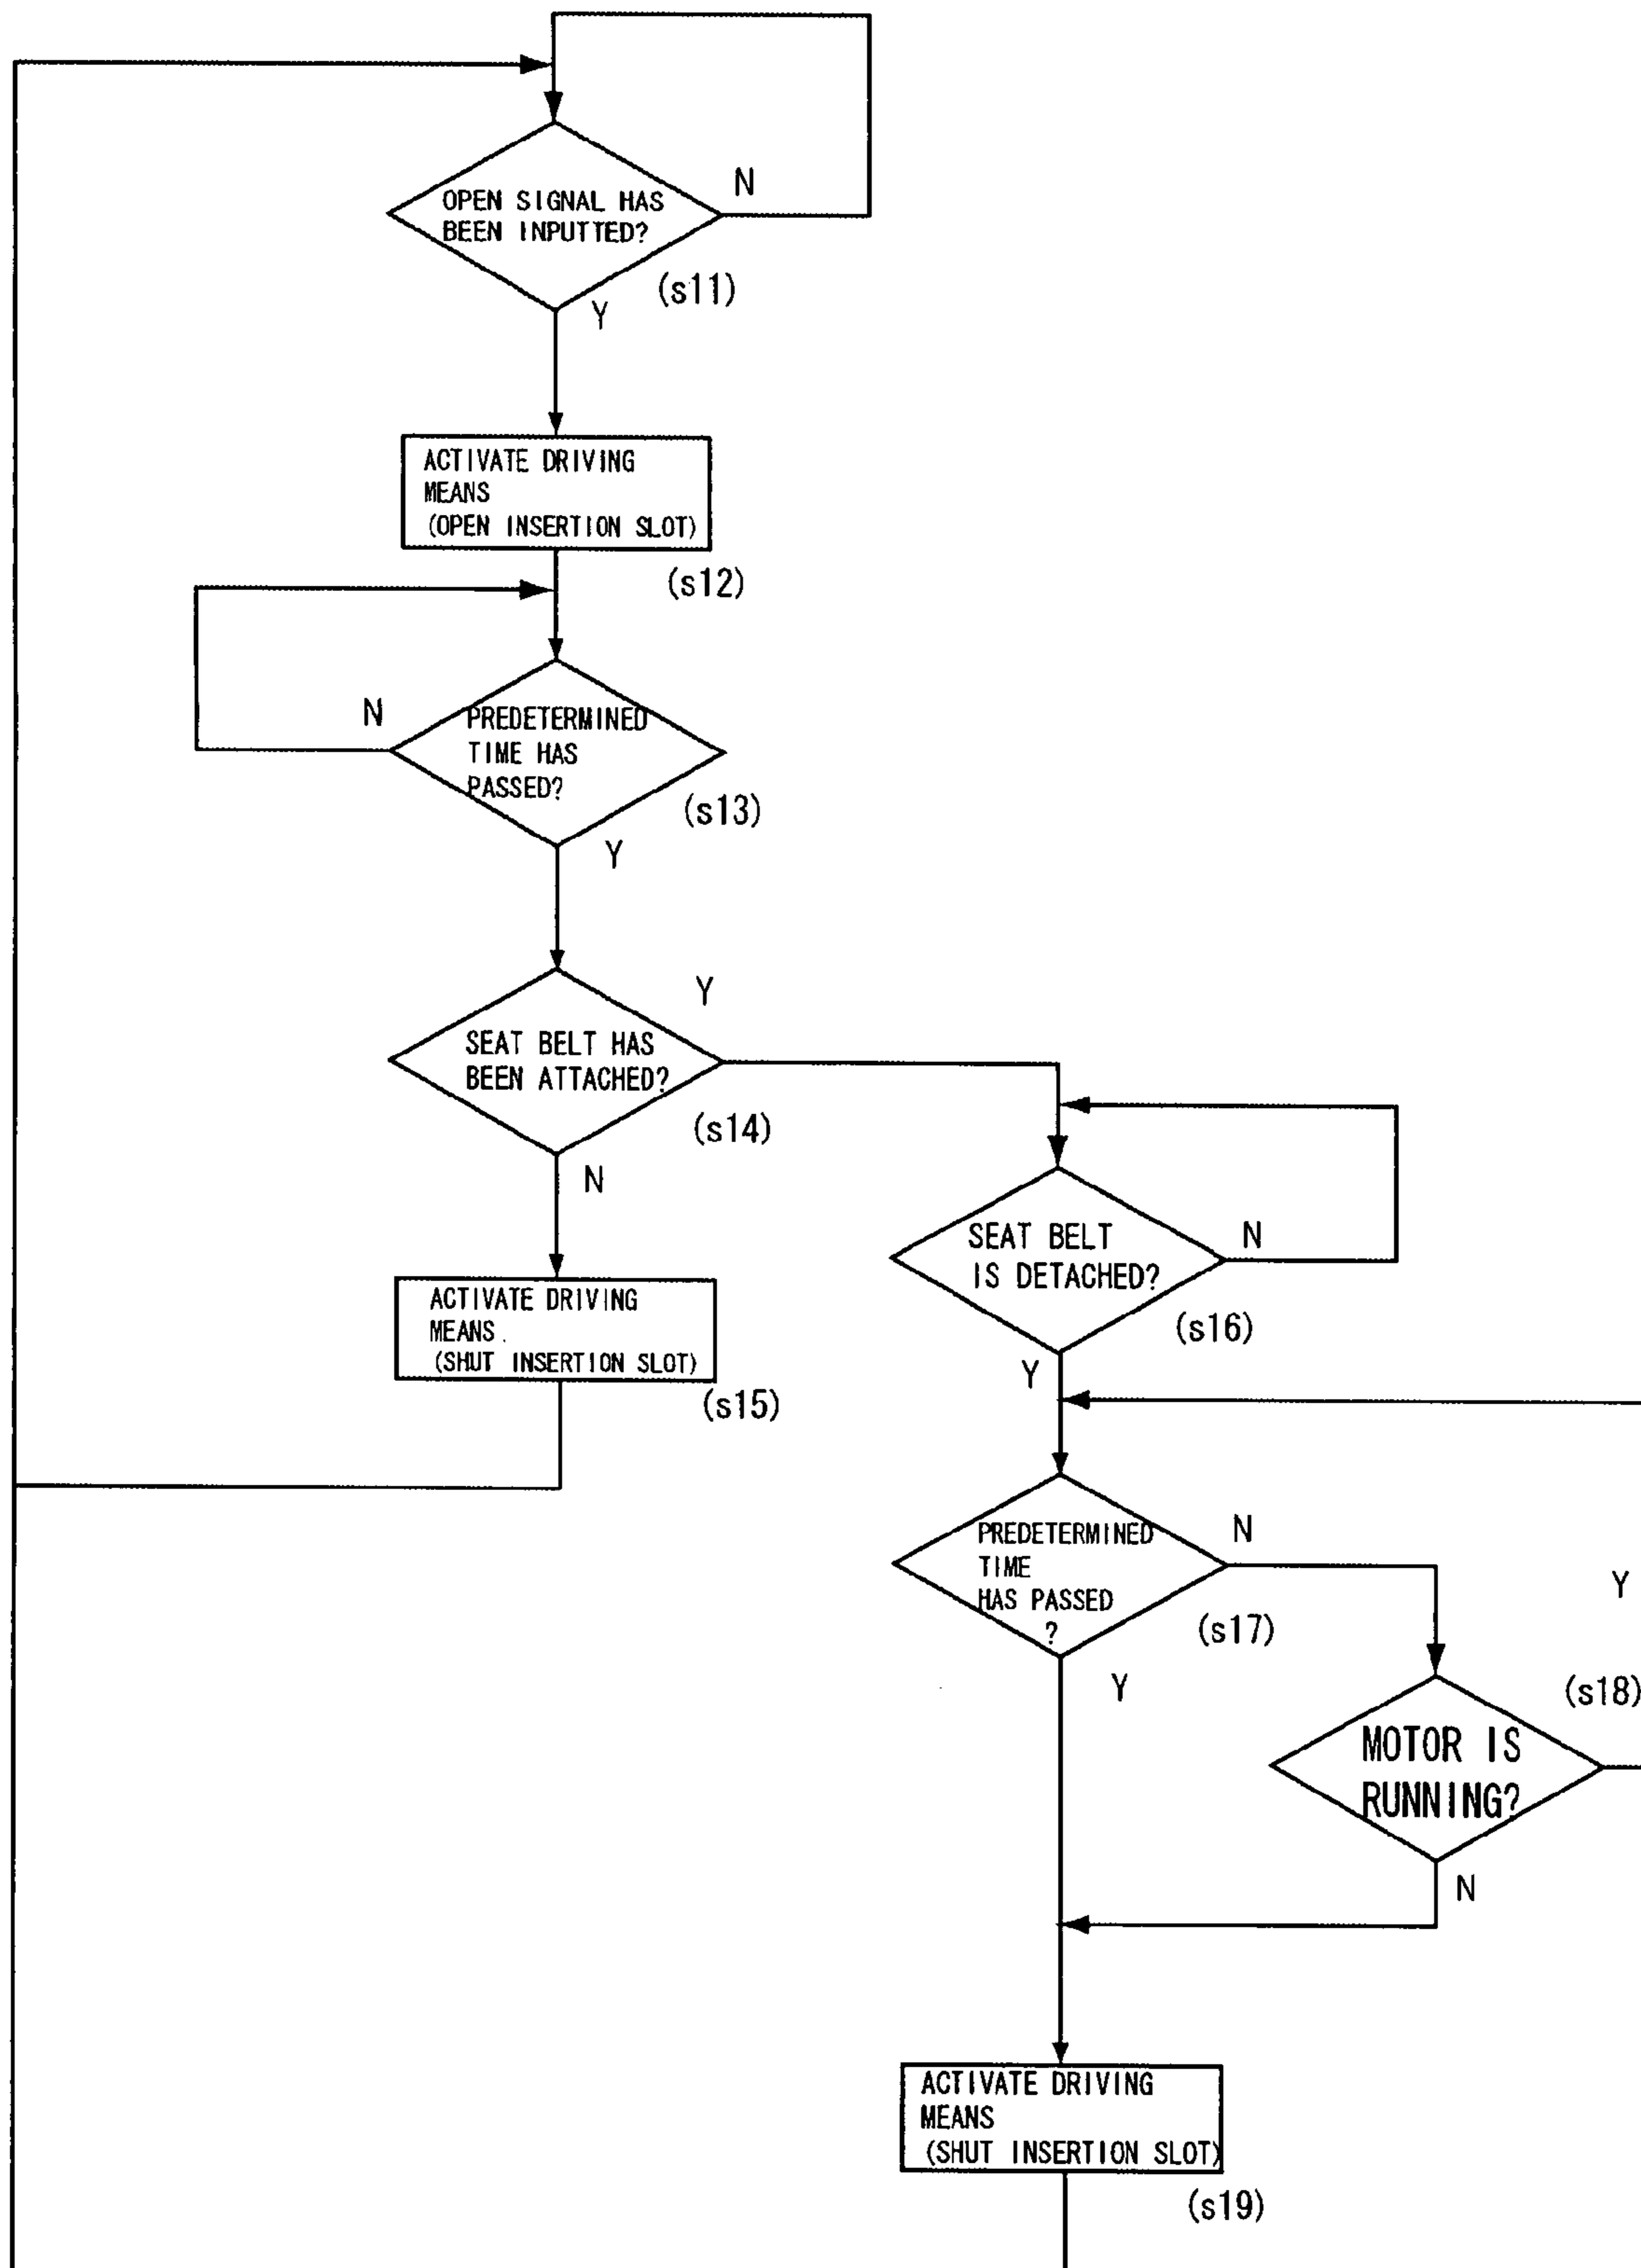 N
OPEN SIGNAL HAS
BEEN INPUTTED?
(s11)
Y
ACTIVATE DRIVING
MEANS
(OPEN INSERTION SLOT)
(s12)
N
PREDETERMINED
TIME HAS
PASSED?
(s13)
Y
Y
SEAT BELT HAS
BEEN ATTACHED?
(s14)
N
SEAT BELT
IS DETACHED?
N
(s16)
ACTIVATE DRIVING
MEANS
(SHUT INSERTION SLOT)
(s15)
Y
PREDETERMINED
TIME
HAS PASSED
?
N
(s17)
Y
Y
(s18)
MOTOR IS
RUNNING?
N
ACTIVATE DRIVING
MEANS
(SHUT INSERTION SLOT)
(s19)